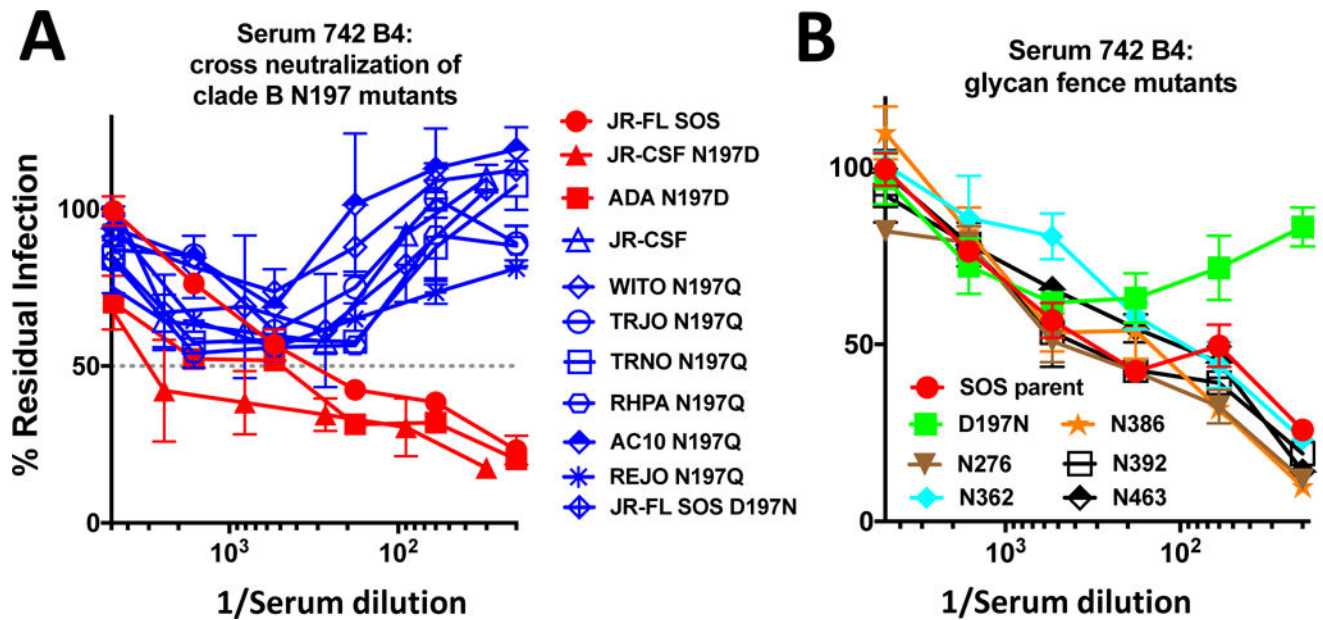 A
Serum 742 B4:
cross neutralization of
clade B N197 mutants
% Residual Infection
100
50
0
10³
10²
1/Serum dilution
JR-FL SOS
JR-CSF N197D
ADA N197D
JR-CSF
WITO N197Q
TRJO N197Q
TRNO N197Q
RHPA N197Q
AC10 N197Q
REJO N197Q
JR-FL SOS D197N
B
Serum 742 B4:
glycan fence mutants
100
50
0
SOS parent
D197N
N386
N276
N392
N362
N463
10³
10²
1/Serum dilution